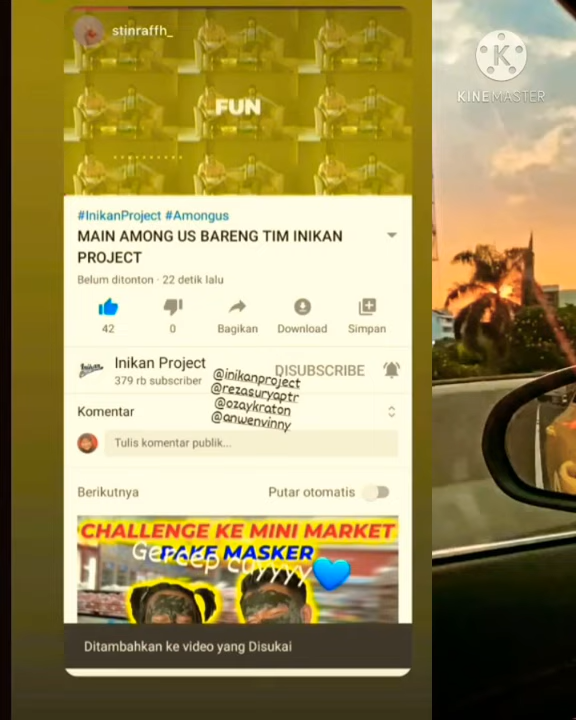 stinraffh_
FUN
KINEMASTER
#InikanProject #Amongus
MAIN AMONG US BARENG TIM INIKAN
PROJECT
Belum ditonton · 22 detik lalu
42
0
Bagikan
Download
Simpan
Inikan Project
379 rb subscriber
DISUBSCRIBE
@inikanproject
@rezasuryaptr
@ozaykraton
@anwenvinny
Komentar
Tulis komentar publik...
Berikutnya
Putar otomatis
CHALLENGE KE MINI MARKET
PAKE MASKER
Gercep cuyyyy
Ditambahkan ke video yang Disukai